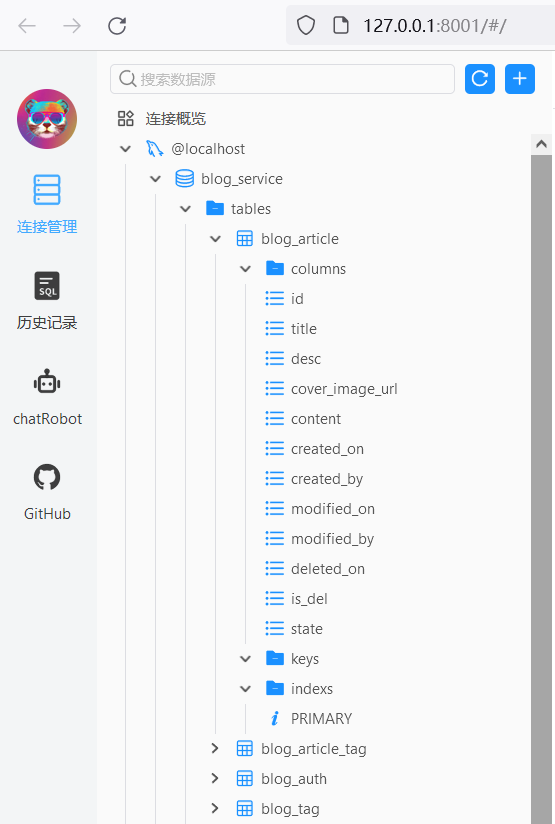 127.0.0.1:8001/#/
搜索数据源
连接概览
@localhost
blog_service
tables
blog_article
columns
id
title
desc
cover_image_url
content
created_on
created_by
modified_on
modified_by
deleted_on
is_del
state
keys
indexs
PRIMARY
blog_article_tag
blog_auth
blog_tag
连接管理
SQL
历史记录
chatRobot
GitHub